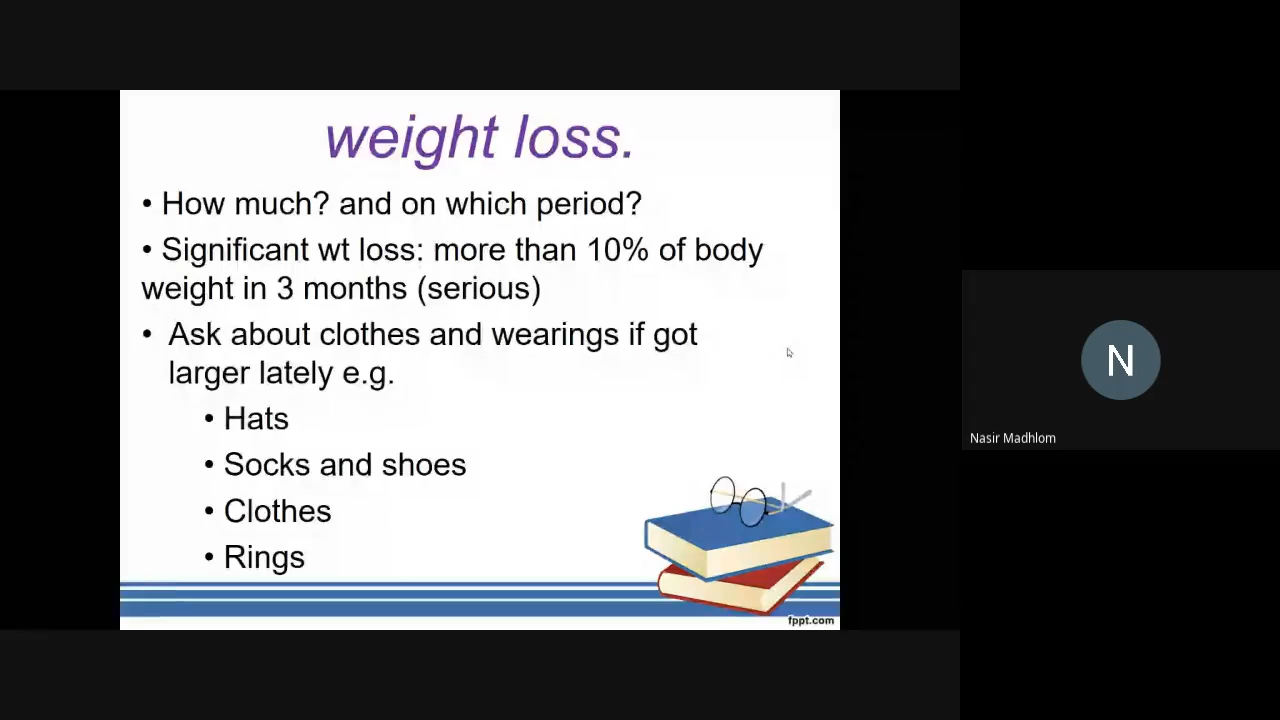 weight loss.
• How much? and on which period?
• Significant wt loss: more than 10% of body
weight in 3 months (serious)
• Ask about clothes and wearings if got
larger lately e.g.
• Hats
• Socks and shoes
• Clothes
• Rings
fppt.com
N
Nasir Madhlom